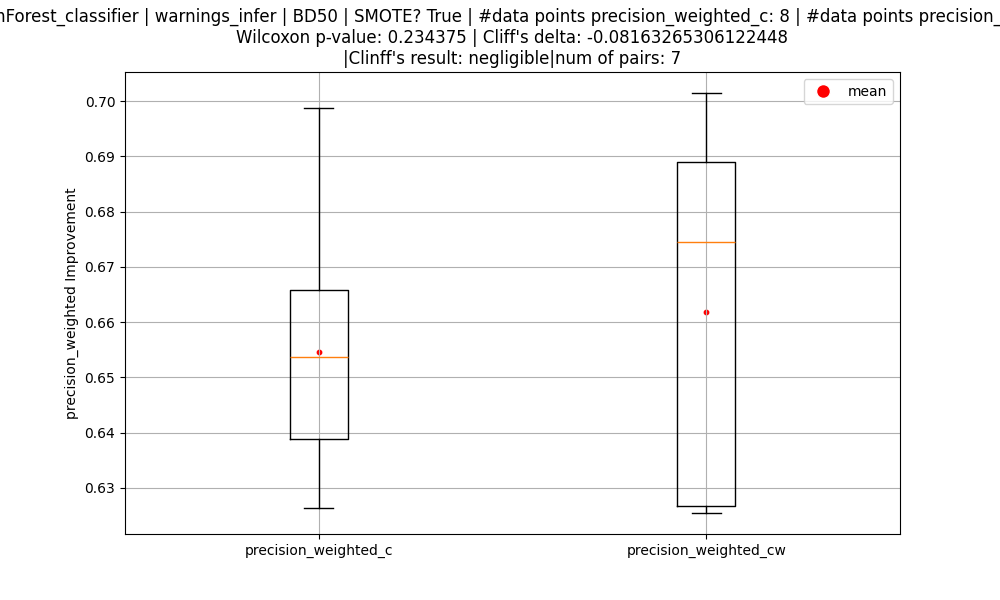 nForest_classifier | warnings_infer | BD50 | SMOTE? True | #data points precision_weighted_c: 8 | #data points precision_
Wilcoxon p-value: 0.234375 | Cliff's delta: -0.08163265306122448
|Clinff's result: negligible|num of pairs: 7
mean
0.70
0.69
0.68
0.67
0.66
0.65
0.64
0.63
precision_weighted Improvement
precision_weighted_c
precision_weighted_cw